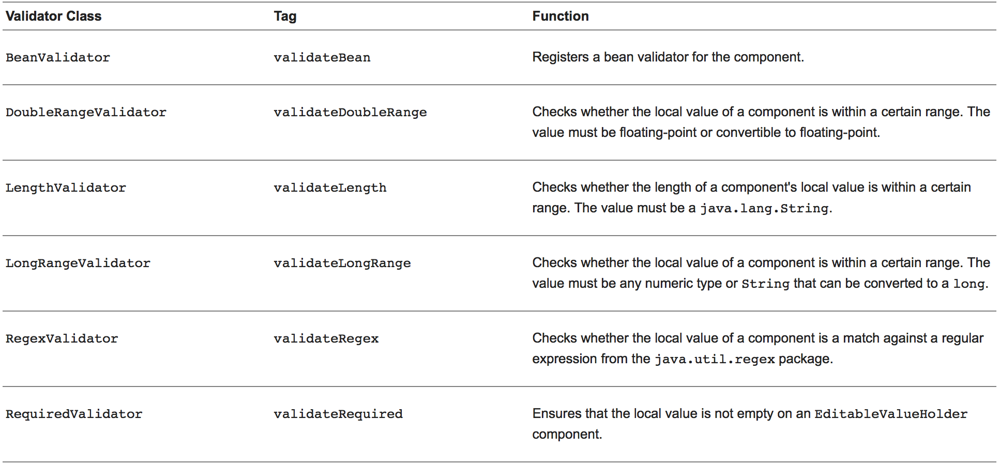 Validator Class Tag Function
BeanValidator validateBean Registers a bean validator for the component.
DoubleRangeValidator validateDoubleRange Checks whether the local value of a component is within a certain range. The
value must be floating-point or convertible to floating-point.
LengthValidator validateLength Checks whether the length of a component's local value is within a certain
range. The value must be a java.lang.String.
LongRangeValidator validateLongRange Checks whether the local value of a component is within a certain range. The
value must be any numeric type or String that can be converted to a long.
RegexValidator validateRegex Checks whether the local value of a component is a match against a regular
expression from the java.util.regex package.
RequiredValidator validateRequired Ensures that the local value is not empty on an EditableValueHolder
component.